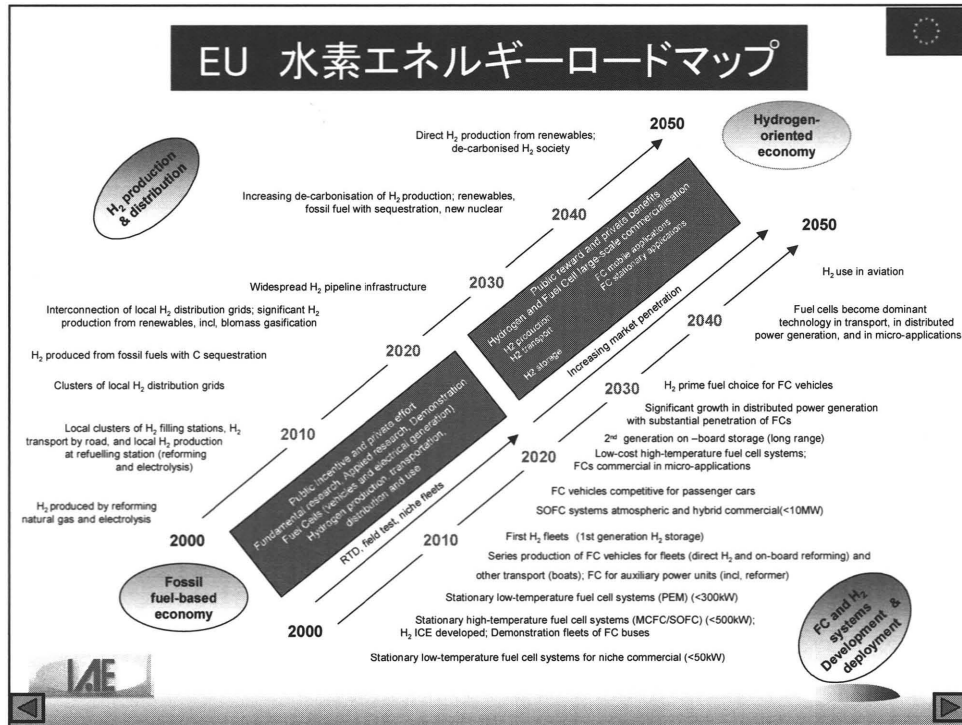 EU 水素エネルギーロードマップ
H2 production
& distribution
Hydrogen-
oriented
economy
2050
Direct H2 production from renewables;
de-carbonised H2 society
Increasing de-carbonisation of H2 production; renewables,
fossil fuel with sequestration, new nuclear
2040
Widespread H2 pipeline infrastructure
2030
Interconnection of local H2 distribution grids; significant H2
production from renewables, incl, biomass gasification
2020
H2 produced from fossil fuels with C sequestration
Clusters of local H2 distribution grids
Local clusters of H2 filling stations, H2
transport by road, and local H2 production
at refuelling station (reforming
and electrolysis)
2010
H2 produced by reforming
natural gas and electrolysis
2000
Fossil
fuel-based
economy
Public reward and private benefits
Hydrogen and Fuel Cell large-scale commercialisation
H2 production
H2 transport
H2 storage
FC mobile applications
FC stationary applications
Public incentive and private effort
Fundamental research, Applied research, Demonstration
Fuel Cells (vehicles and electrical generation)
Hydrogen production, transportation,
distribution and use
Increasing market penetration
RTD, field test, niche fleets
2050
H2 use in aviation
Fuel cells become dominant
technology in transport, in distributed
power generation, and in micro-applications
2040
H2 prime fuel choice for FC vehicles
2030
Significant growth in distributed power generation
with substantial penetration of FCs
2nd generation on –board storage (long range)
Low-cost high-temperature fuel cell systems;
FCs commercial in micro-applications
2020
FC vehicles competitive for passenger cars
SOFC systems atmospheric and hybrid commercial(<10MW)
First H2 fleets (1st generation H2 storage)
2010
Series production of FC vehicles for fleets (direct H2 and on-board reforming) and
other transport (boats); FC for auxiliary power units (incl, reformer)
Stationary low-temperature fuel cell systems (PEM) (<300kW)
Stationary high-temperature fuel cell systems (MCFC/SOFC) (<500kW);
H2 ICE developed; Demonstration fleets of FC buses
2000
Stationary low-temperature fuel cell systems for niche commercial (<50kW)
FC and H2
systems
Development &
deployment
IAE